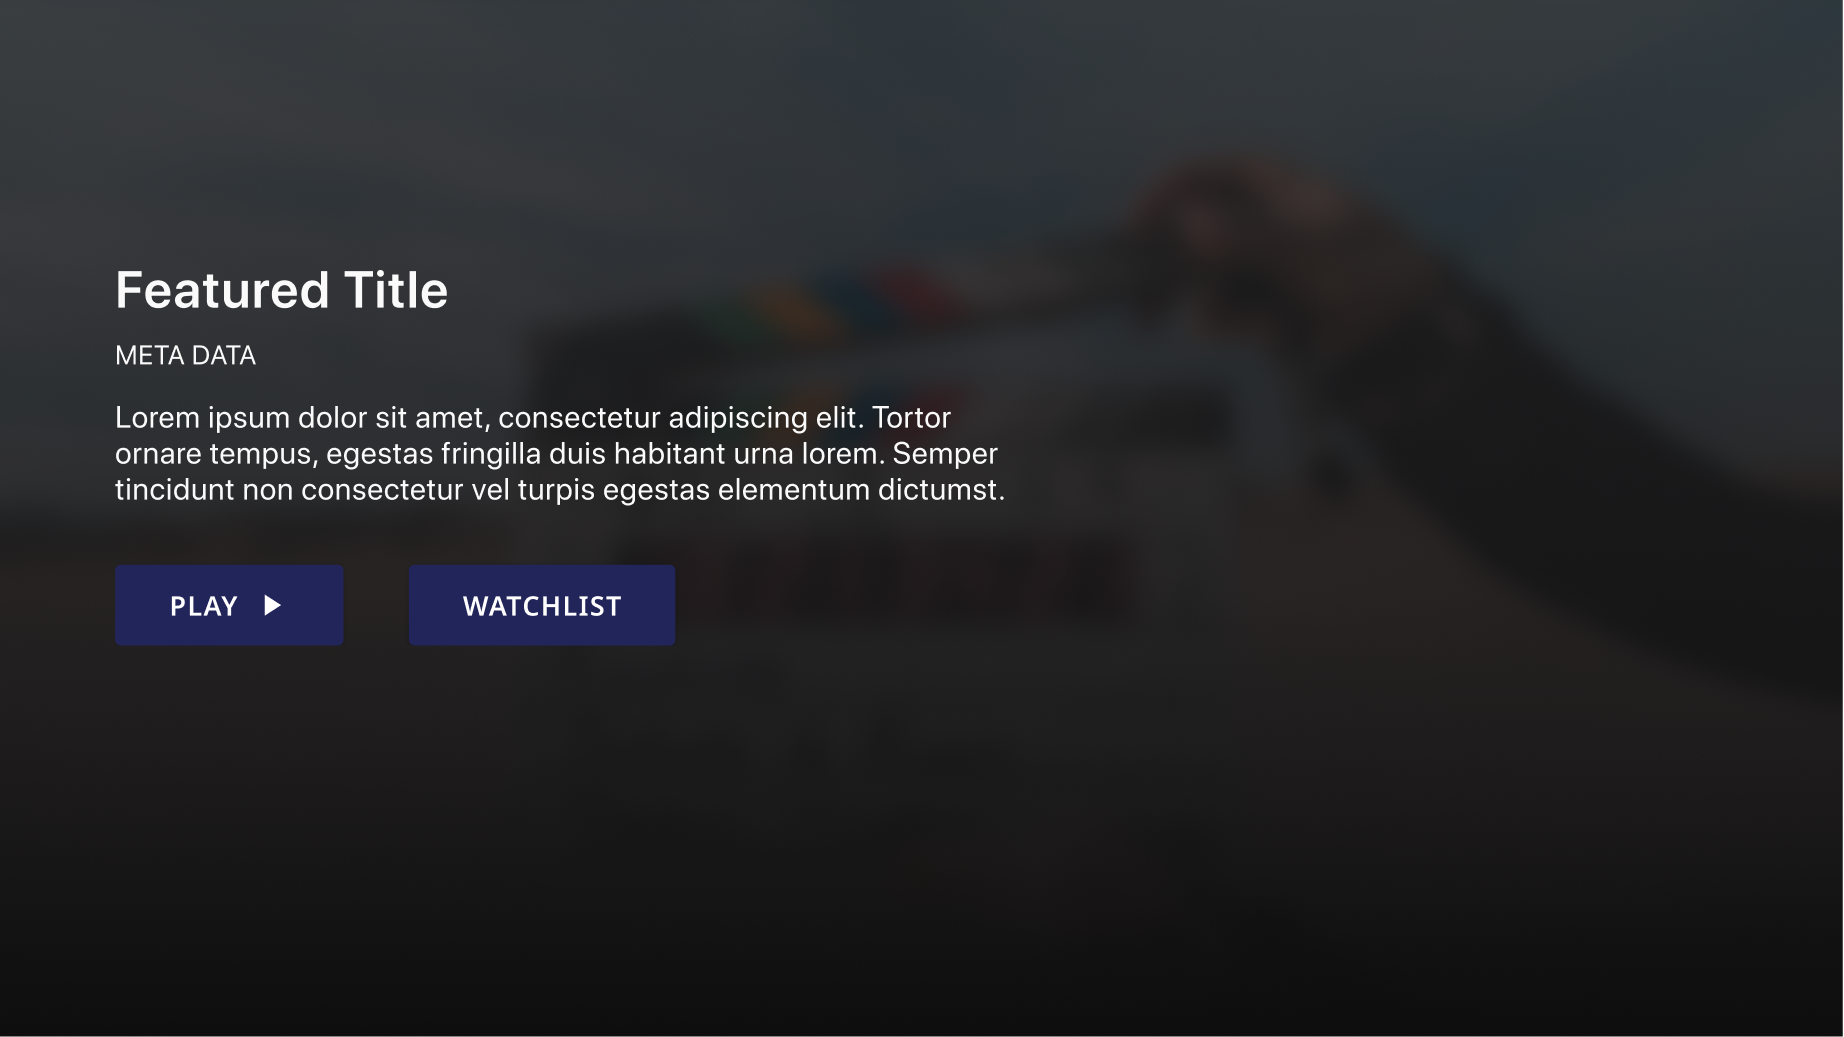 Featured Title
META DATA
Lorem ipsum dolor sit amet, consectetur adipiscing elit. Tortor
ornare tempus, egestas fringilla duis habitant urna lorem. Semper
tincidunt non consectetur vel turpis egestas elementum dictumst.
PLAY
WATCHLIST